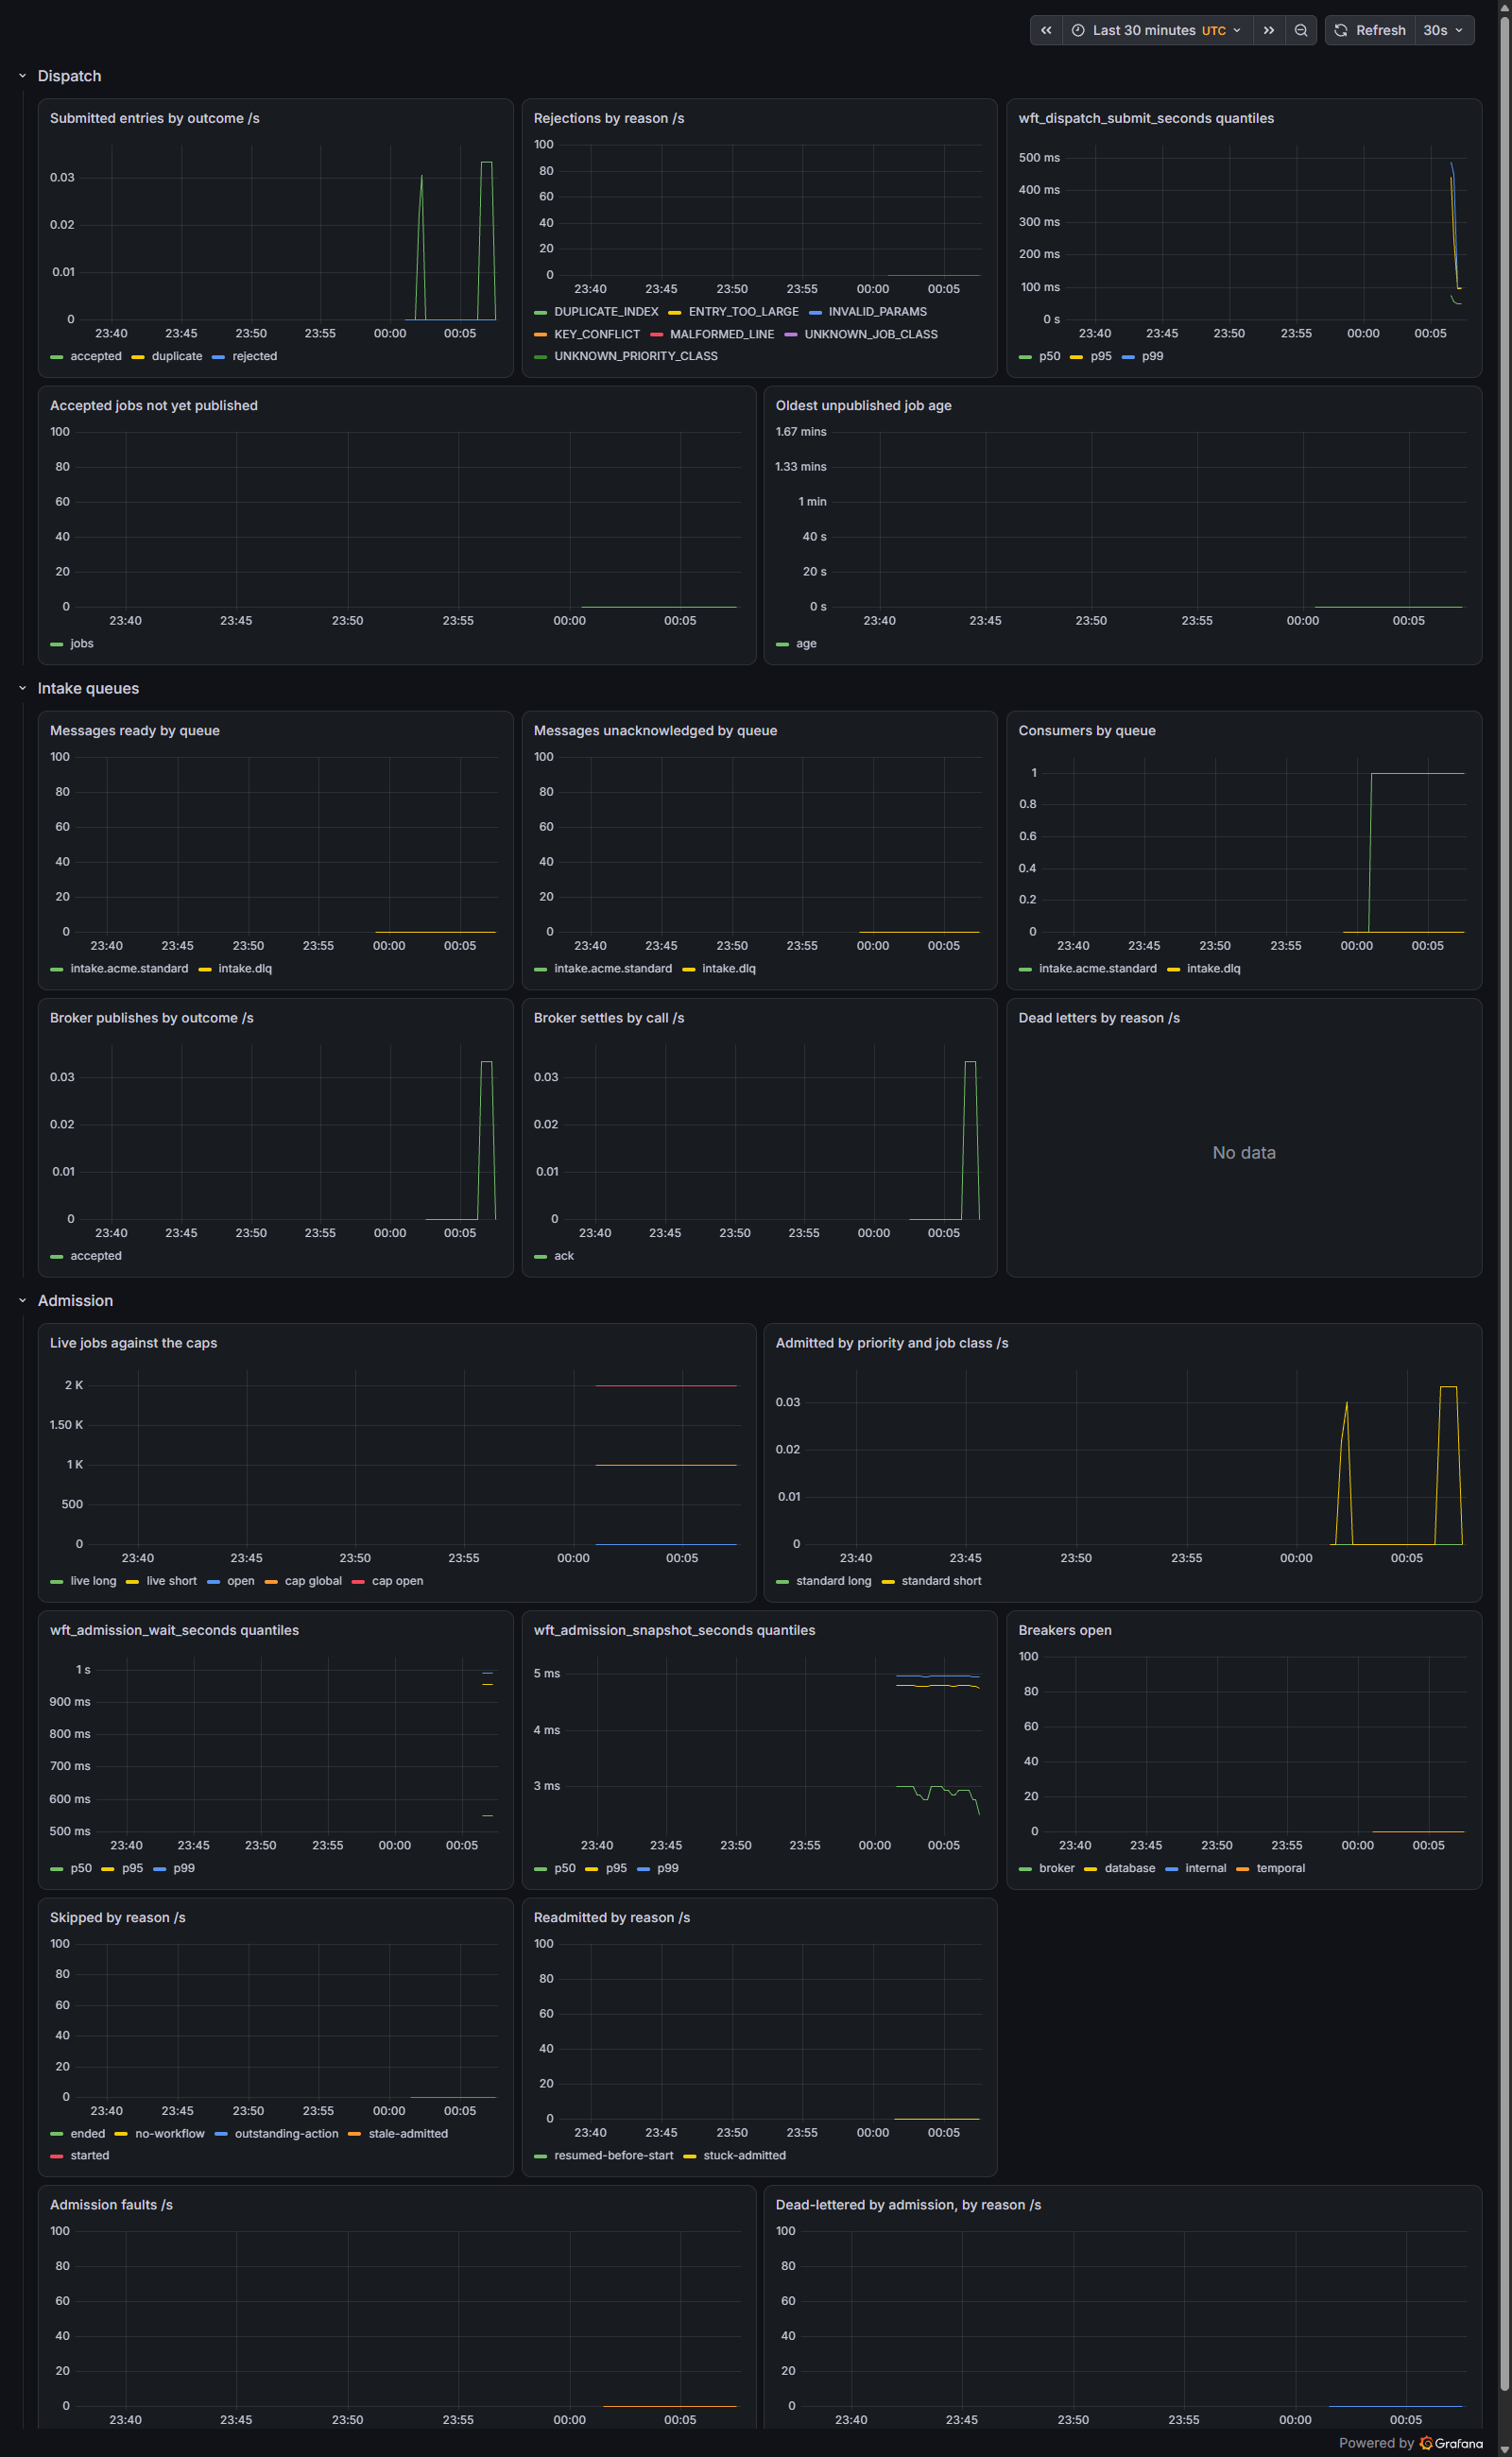 Last 30 minutes UTC
Refresh
30s
Dispatch
Submitted entries by outcome /s
0.03
0.02
0.01
0
23:40 23:45 23:50 23:55 00:00 00:05
accepted duplicate rejected
Rejections by reason /s
100
80
60
40
20
0
23:40 23:45 23:50 23:55 00:00 00:05
DUPLICATE_INDEX ENTRY_TOO_LARGE INVALID_PARAMS
KEY_CONFLICT MALFORMED_LINE UNKNOWN_JOB_CLASS
UNKNOWN_PRIORITY_CLASS
wft_dispatch_submit_seconds quantiles
500 ms
400 ms
300 ms
200 ms
100 ms
0 s
23:40 23:45 23:50 23:55 00:00 00:05
p50 p95 p99
Accepted jobs not yet published
100
80
60
40
20
0
23:40 23:45 23:50 23:55 00:00 00:05
jobs
Oldest unpublished job age
1.67 mins
1.33 mins
1 min
40 s
20 s
0 s
23:40 23:45 23:50 23:55 00:00 00:05
age
Intake queues
Messages ready by queue
100
80
60
40
20
0
23:40 23:45 23:50 23:55 00:00 00:05
intake.acme.standard intake.dlq
Messages unacknowledged by queue
100
80
60
40
20
0
23:40 23:45 23:50 23:55 00:00 00:05
intake.acme.standard intake.dlq
Consumers by queue
1
0.8
0.6
0.4
0.2
0
23:40 23:45 23:50 23:55 00:00 00:05
intake.acme.standard intake.dlq
Broker publishes by outcome /s
0.03
0.02
0.01
0
23:40 23:45 23:50 23:55 00:00 00:05
accepted
Broker settles by call /s
0.03
0.02
0.01
0
23:40 23:45 23:50 23:55 00:00 00:05
ack
Dead letters by reason /s
No data
Admission
Live jobs against the caps
2 K
1.50 K
1 K
500
0
23:40 23:45 23:50 23:55 00:00 00:05
live long live short open cap global cap open
Admitted by priority and job class /s
0.03
0.02
0.01
0
23:40 23:45 23:50 23:55 00:00 00:05
standard long standard short
wft_admission_wait_seconds quantiles
1 s
900 ms
800 ms
700 ms
600 ms
500 ms
23:40 23:45 23:50 23:55 00:00 00:05
p50 p95 p99
wft_admission_snapshot_seconds quantiles
5 ms
4 ms
3 ms
23:40 23:45 23:50 23:55 00:00 00:05
p50 p95 p99
Breakers open
100
80
60
40
20
0
23:40 23:45 23:50 23:55 00:00 00:05
broker database internal temporal
Skipped by reason /s
100
80
60
40
20
0
23:40 23:45 23:50 23:55 00:00 00:05
ended no-workflow outstanding-action stale-admitted
started
Readmitted by reason /s
100
80
60
40
20
0
23:40 23:45 23:50 23:55 00:00 00:05
resumed-before-start stuck-admitted
Admission faults /s
100
80
60
40
20
0
23:40 23:45 23:50 23:55 00:00 00:05
Dead-lettered by admission, by reason /s
100
80
60
40
20
0
23:40 23:45 23:50 23:55 00:00 00:05
Powered by Grafana